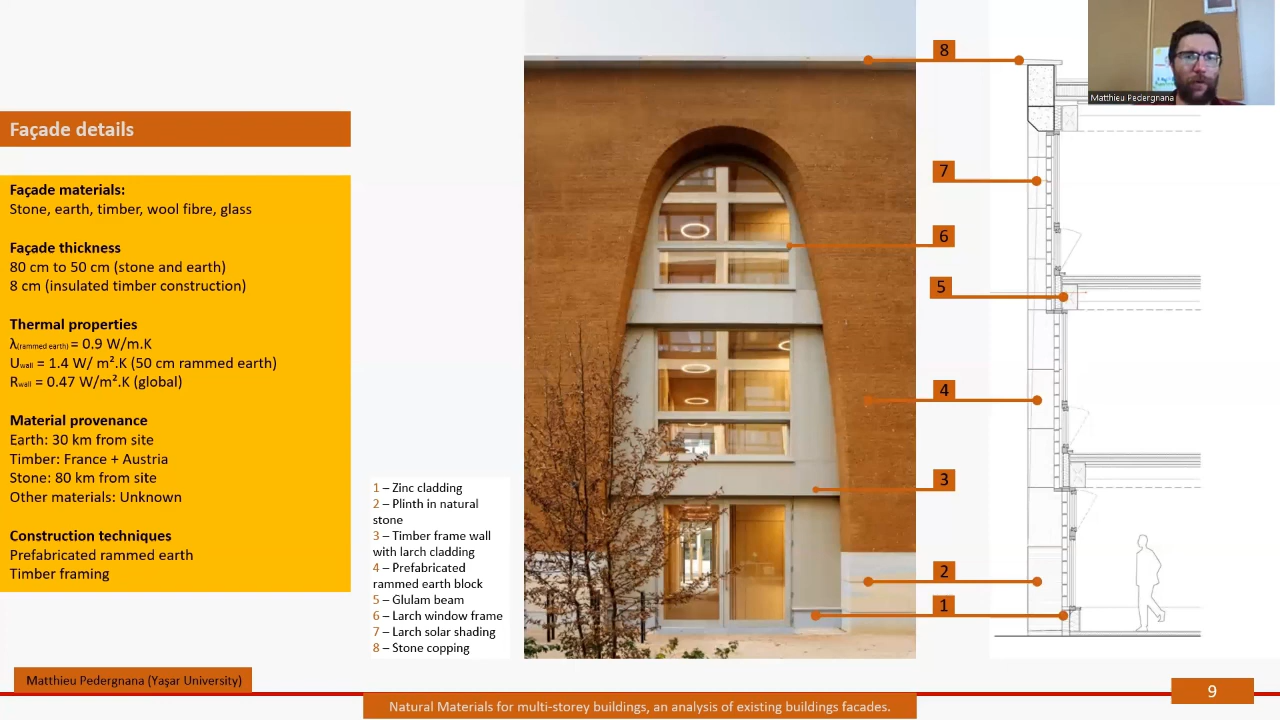 Façade details
Façade materials:
Stone, earth, timber, wool fibre, glass
Façade thickness
80 cm to 50 cm (stone and earth)
8 cm (insulated timber construction)
Thermal properties
λ(rammed earth) = 0.9 W/m.K
Uwall = 1.4 W/ m².K (50 cm rammed earth)
Rwall = 0.47 W/m².K (global)
Material provenance
Earth: 30 km from site
Timber: France + Austria
Stone: 80 km from site
Other materials: Unknown
Construction techniques
Prefabricated rammed earth
Timber framing
1 – Zinc cladding
2 – Plinth in natural
stone
3 – Timber frame wall
with larch cladding
4 – Prefabricated
rammed earth block
5 – Glulam beam
6 – Larch window frame
7 – Larch solar shading
8 – Stone copping
8
7
6
5
4
3
2
1
Matthieu Pedergnana
Matthieu Pedergnana (Yaşar University)
Natural Materials for multi-storey buildings, an analysis of existing buildings facades.
9